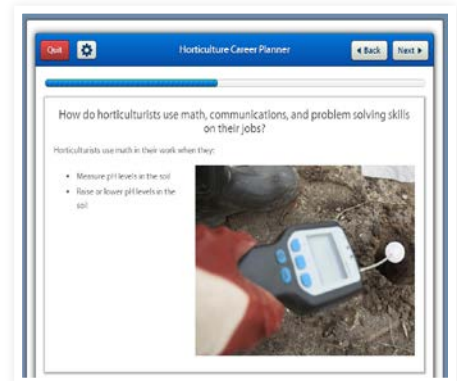 Quit
Horticulture Career Planner
Back
Next
How do horticulturists use math, communications, and problem solving skills
on their jobs?
Horticulturists use math in their work when they:
• Measure pH levels in the soil
• Raise or lower pH levels in the
soil